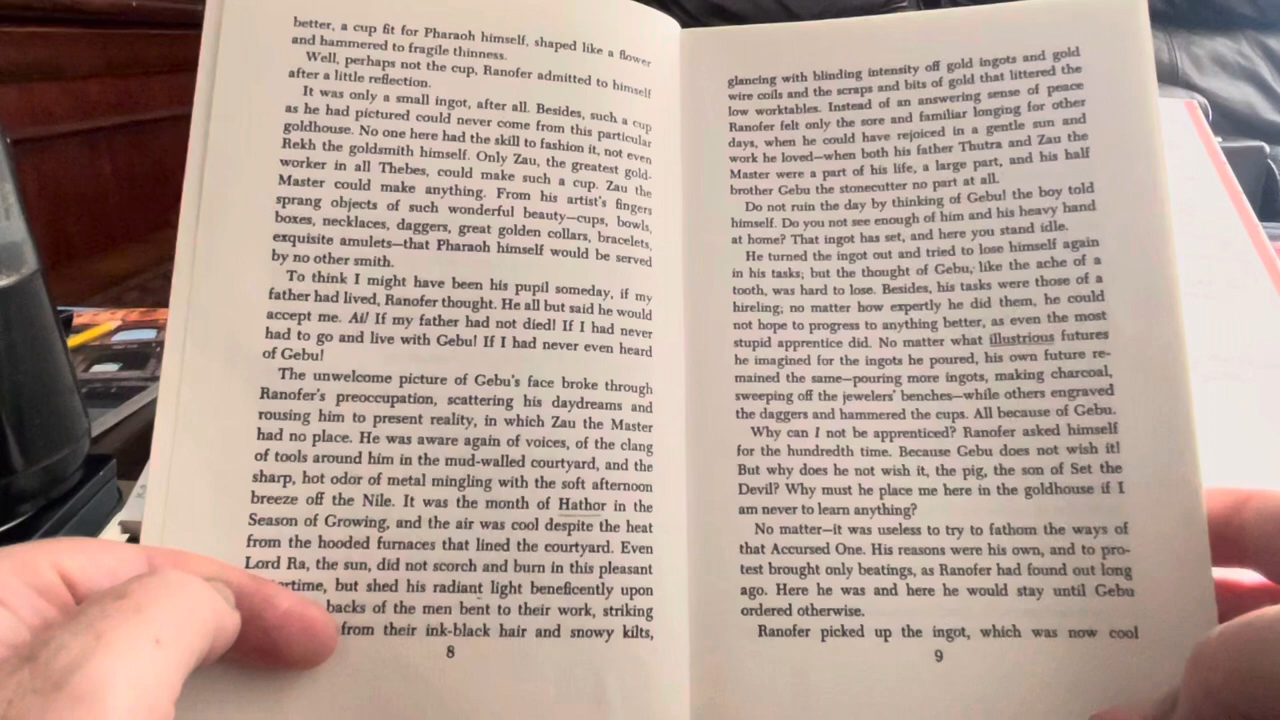 better, a cup fit for Pharaoh himself, shaped like a flower
and hammered to fragile thinness.
Well, perhaps not the cup, Ranofer admitted to himself
after a little reflection.
It was only a small ingot, after all. Besides, such a cup
as he had pictured could never come from this particular
goldhouse. No one here had the skill to fashion it, not even
Rekh the goldsmith himself. Only Zau, the greatest gold-
worker in all Thebes, could make such a cup. Zau the
Master could make anything. From his artist's fingers
sprang objects of such wonderful beauty—cups, bowls,
boxes, necklaces, daggers, great golden collars, bracelets,
exquisite amulets—that Pharaoh himself would be served
by no other smith.
To think I might have been his pupil someday, if my
father had lived, Ranofer thought. He all but said he would
accept me. Ai! If my father had not died! If I had never
had to go and live with Gebu! If I had never even heard
of Gebu!
The unwelcome picture of Gebu's face broke through
Ranofer's preoccupation, scattering his daydreams and
rousing him to present reality, in which Zau the Master
had no place. He was aware again of voices, of the clang
of tools around him in the mud-walled courtyard, and the
sharp, hot odor of metal mingling with the soft afternoon
breeze off the Nile. It was the month of Hathor in the
Season of Growing, and the air was cool despite the heat
from the hooded furnaces that lined the courtyard. Even
Lord Ra, the sun, did not scorch and burn in this pleasant
but shed his radiant light beneficently upon
backs of the men bent to their work, striking
from their ink-black hair and snowy kilts,
8
glancing with blinding intensity off gold ingots and gold
wire coils and the scraps and bits of gold that littered the
low worktables. Instead of an answering sense of peace
Ranofer felt only the sore and familiar longing for other
days, when he could have rejoiced in a gentle sun and
work he loved—when both his father Thutra and Zau the
Master were a part of his life, a large part, and his half
brother Gebu the stonecutter no part at all.
Do not ruin the day by thinking of Gebu! the boy told
himself. Do you not see enough of him and his heavy hand
at home? That ingot has set, and here you stand idle.
He turned the ingot out and tried to lose himself again
in his tasks; but the thought of Gebu, like the ache of a
tooth, was hard to lose. Besides, his tasks were those of a
hireling; no matter how expertly he did them, he could
not hope to progress to anything better, as even the most
stupid apprentice did. No matter what illustrious futures
he imagined for the ingots he poured, his own future re-
mained the same—pouring more ingots, making charcoal,
sweeping off the jewelers' benches—while others engraved
the daggers and hammered the cups. All because of Gebu.
Why can I not be apprenticed? Ranofer asked himself
for the hundredth time. Because Gebu does not wish it!
But why does he not wish it, the pig, the son of Set the
Devil? Why must he place me here in the goldhouse if I
am never to learn anything?
No matter—it was useless to try to fathom the ways of
that Accursed One. His reasons were his own, and to pro-
test brought only beatings, as Ranofer had found out long
ago. Here he was and here he would stay until Gebu
ordered otherwise.
Ranofer picked up the ingot, which was now cool
9